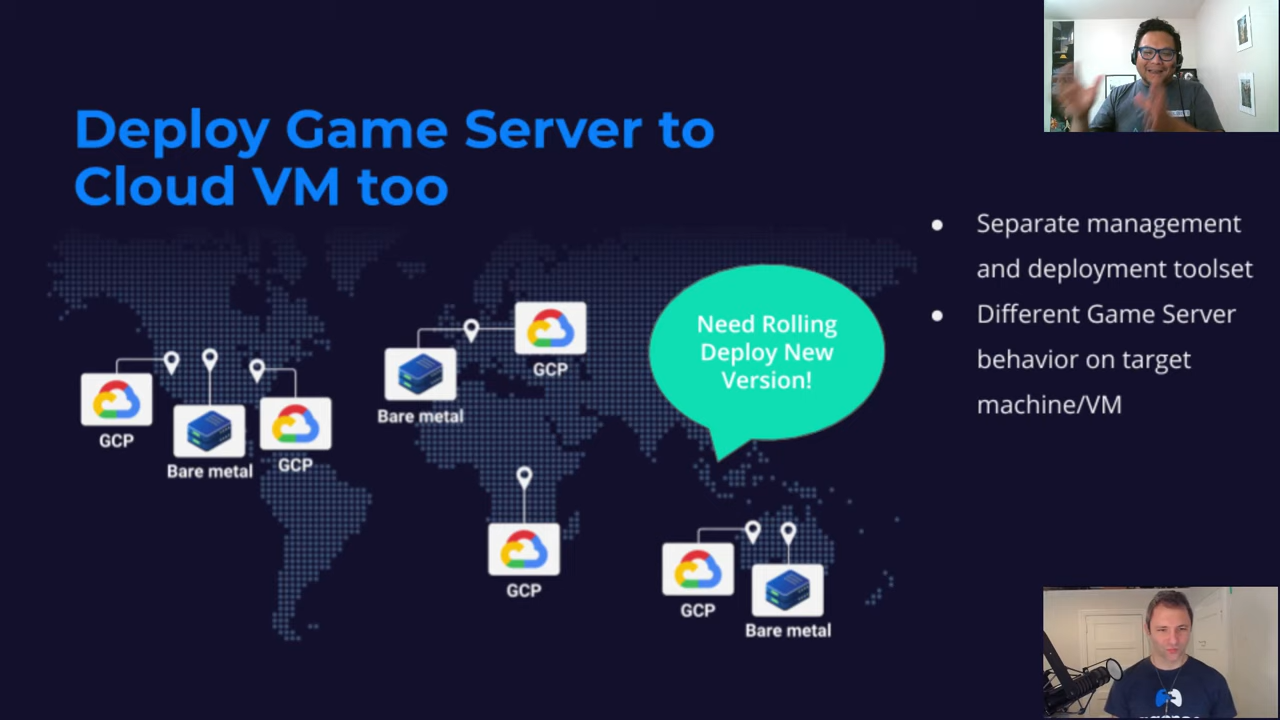 Deploy Game Server to
Cloud VM too
Separate management
and deployment toolset
Different Game Server
behavior on target
machine/VM
Need Rolling
Deploy New
Version!
GCP
Bare metal
GCP
Bare metal
GCP
GCP
GCP
Bare metal